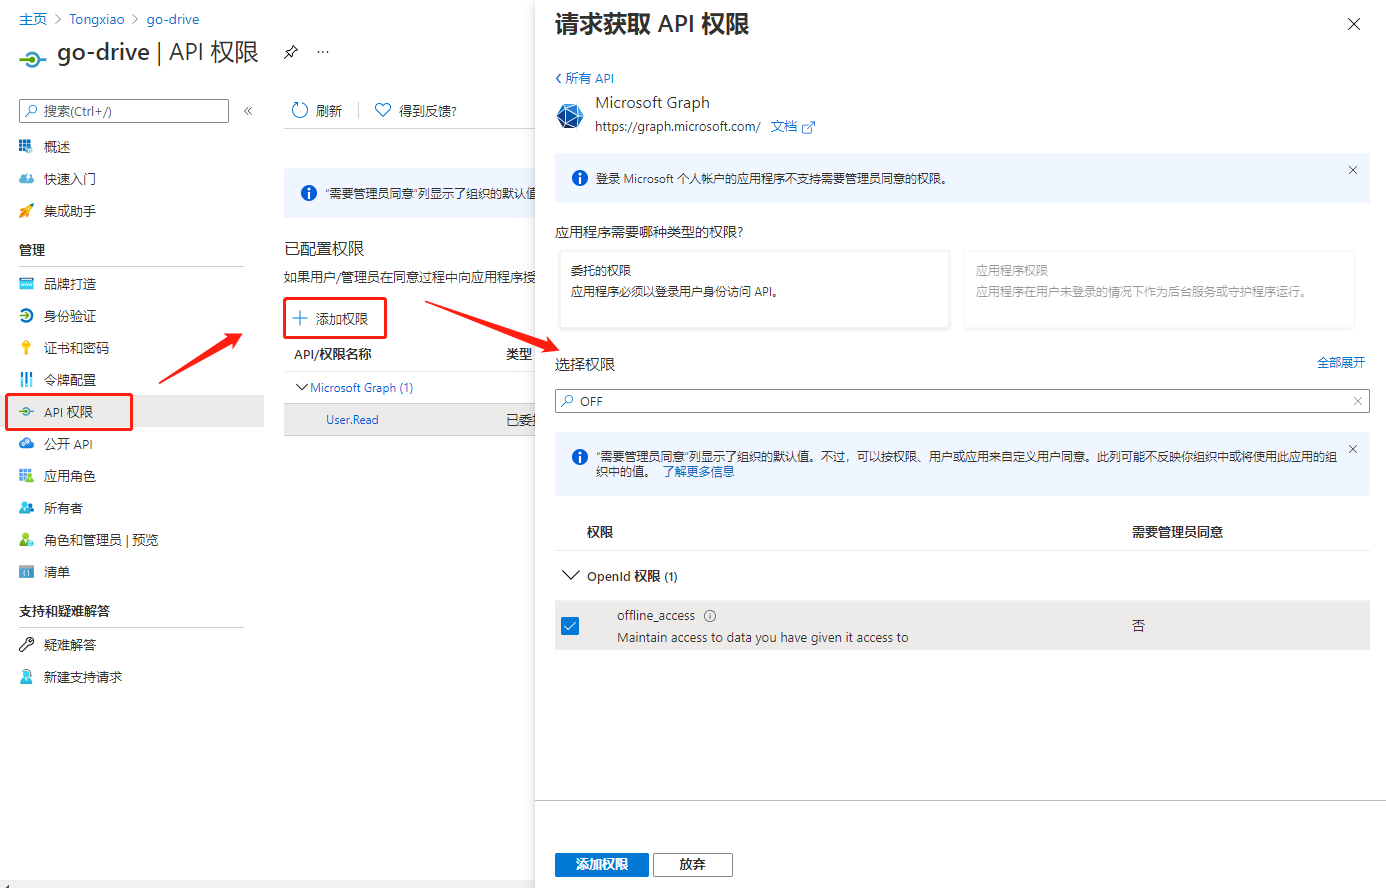 主页 > Tongxiao > go-drive
go-drive | API 权限
搜索(Ctrl+/)
概述
快速入门
集成助手
管理
品牌打造
身份验证
证书和密码
令牌配置
API 权限
公开 API
应用角色
所有者
角色和管理员 | 预览
清单
支持和疑难解答
疑难解答
新建支持请求
刷新
得到反馈?
“需要管理员同意”列显示了组织的默认值
已配置权限
如果用户/管理员在同意过程中向应用程序授
添加权限
API/权限名称 类型
Microsoft Graph (1)
User.Read 已委
请求获取 API 权限
所有 API
Microsoft Graph
https://graph.microsoft.com/ 文档
登录 Microsoft 个人帐户的应用程序不支持需要管理员同意的权限。
应用程序需要哪种类型的权限?
委托的权限
应用程序必须以登录用户身份访问 API。
应用程序权限
应用程序在用户未登录的情况下作为后台服务或守护程序运行。
选择权限 全部展开
OFF
“需要管理员同意”列显示了组织的默认值。不过，可以按权限、用户或应用来自定义用户同意。此列可能不反映你组织中或将使用此应用的组
织中的值。 了解更多信息
权限 需要管理员同意
OpenId 权限 (1)
offline_access
Maintain access to data you have given it access to 否
添加权限 放弃